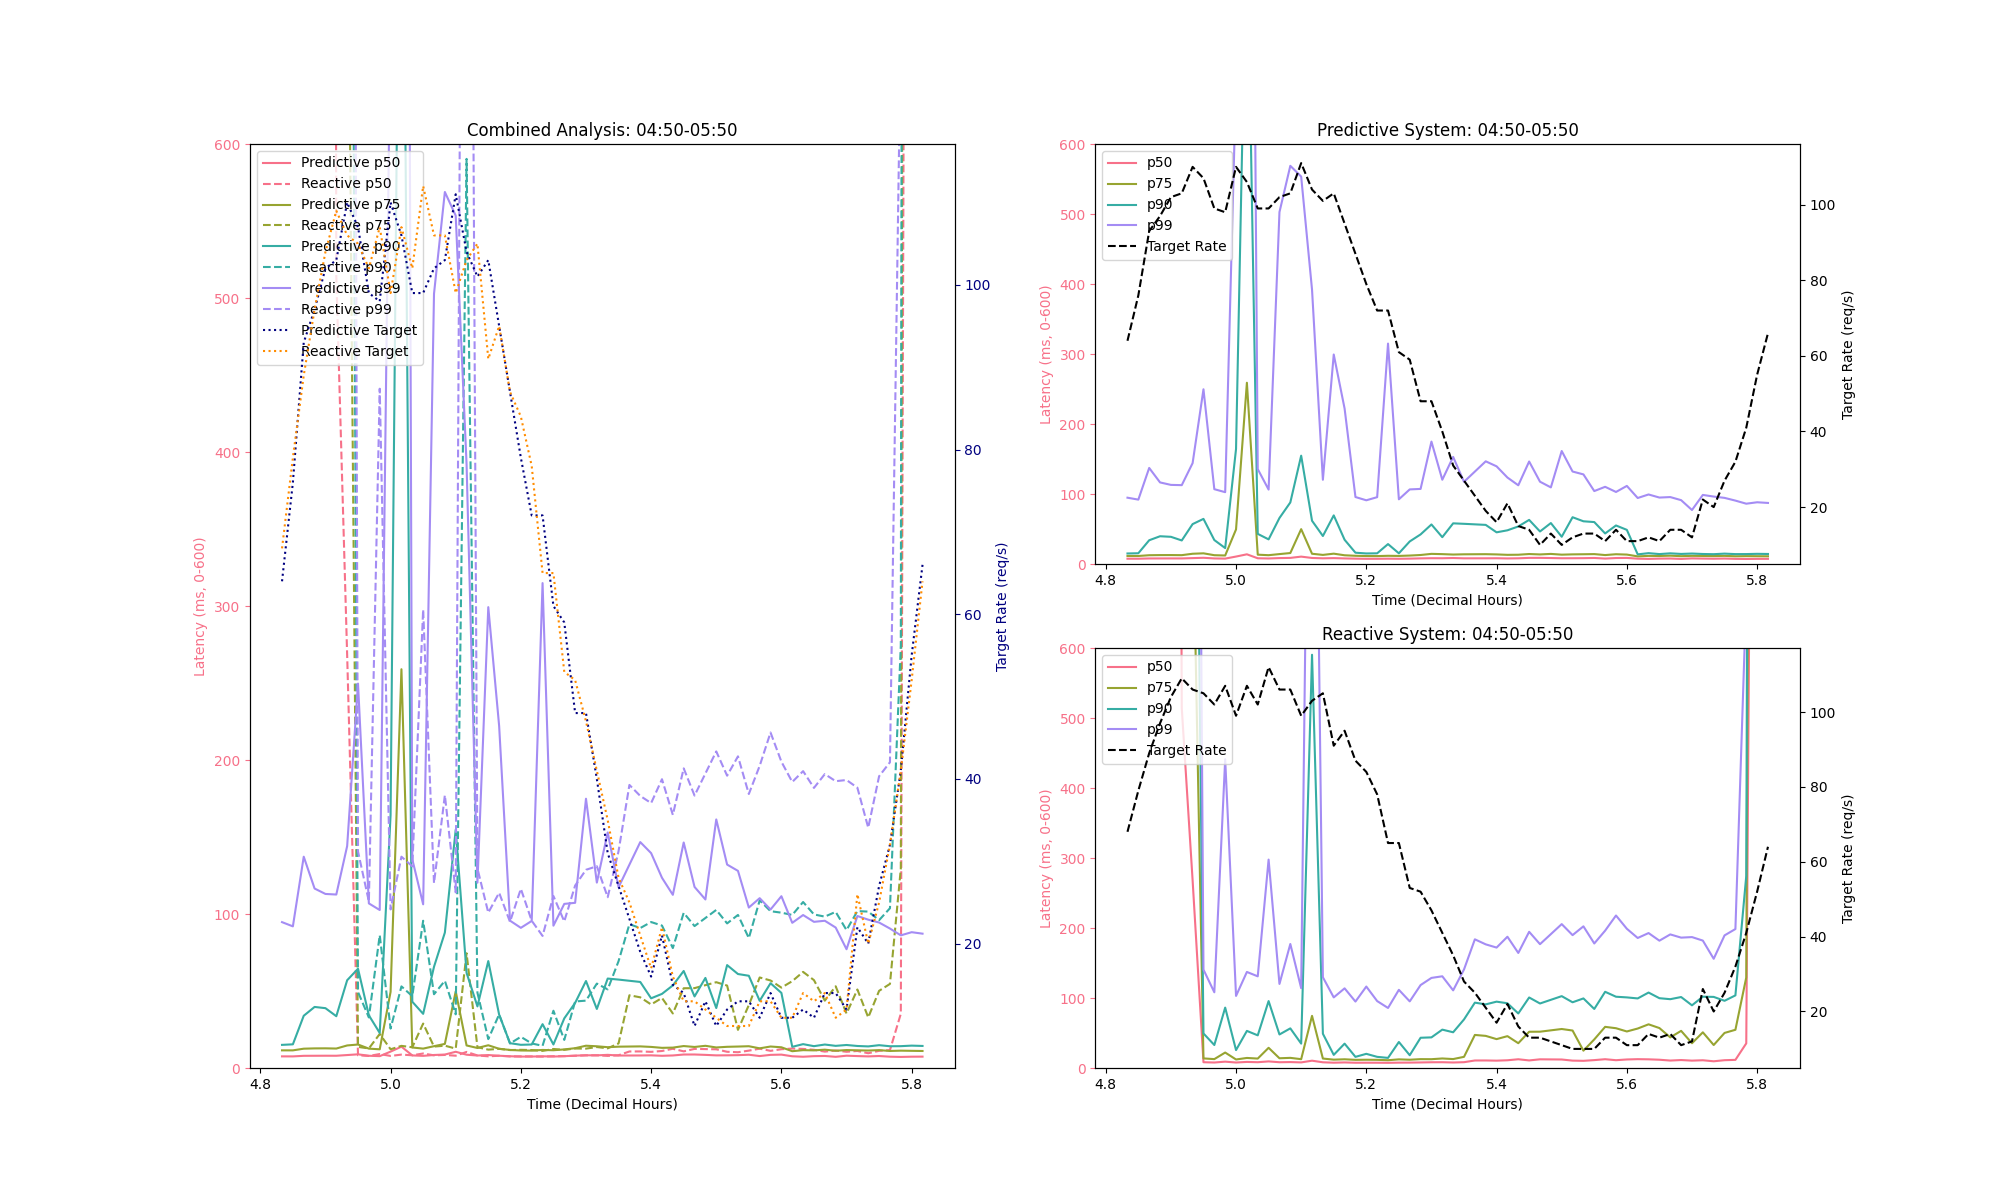 Combined Analysis: 04:50-05:50
Predictive p50
Reactive p50
Predictive p75
Reactive p75
Predictive p90
Reactive p90
Predictive p99
Reactive p99
Predictive Target
Reactive Target
600
500
400
300
200
100
0
Latency (ms, 0-600)
100
80
60
40
20
Target Rate (req/s)
4.8 5.0 5.2 5.4 5.6 5.8
Time (Decimal Hours)
Predictive System: 04:50-05:50
p50
p75
p90
p99
Target Rate
600
500
400
300
200
100
0
Latency (ms, 0-600)
100
80
60
40
20
Target Rate (req/s)
4.8 5.0 5.2 5.4 5.6 5.8
Time (Decimal Hours)
Reactive System: 04:50-05:50
p50
p75
p90
p99
Target Rate
600
500
400
300
200
100
0
Latency (ms, 0-600)
100
80
60
40
20
Target Rate (req/s)
4.8 5.0 5.2 5.4 5.6 5.8
Time (Decimal Hours)